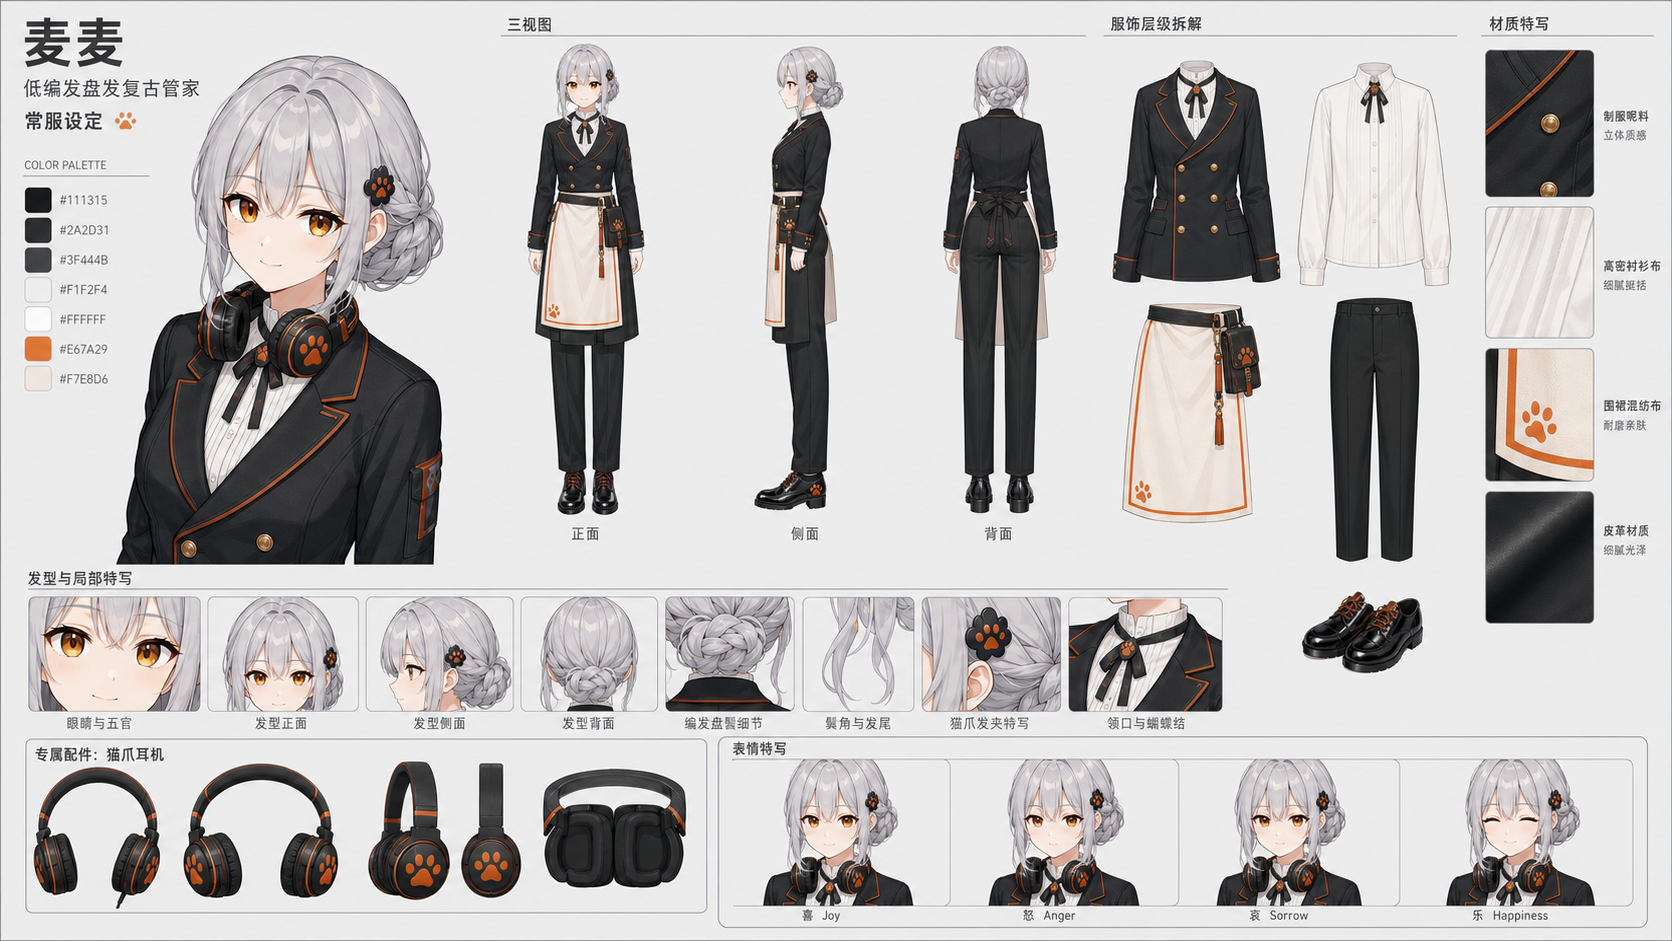 麦麦
低编发盘发复古管家
常服设定
COLOR PALETTE
#111315
#2A2D31
#3F444B
#F1F2F4
#FFFFFF
#E67A29
#F7E8D6
三视图
正面
侧面
背面
服饰层级拆解
材质特写
制服呢料
立体质感
高密衬衫布
细腻挺括
围裙混纺布
耐磨亲肤
皮革材质
细腻光泽
发型与局部特写
眼睛与五官
发型正面
发型侧面
发型背面
编发盘髻细节
鬓角与发尾
猫爪发夹特写
领口与蝴蝶结
专属配件：猫爪耳机
表情特写
喜 Joy
怒 Anger
哀 Sorrow
乐 Happiness